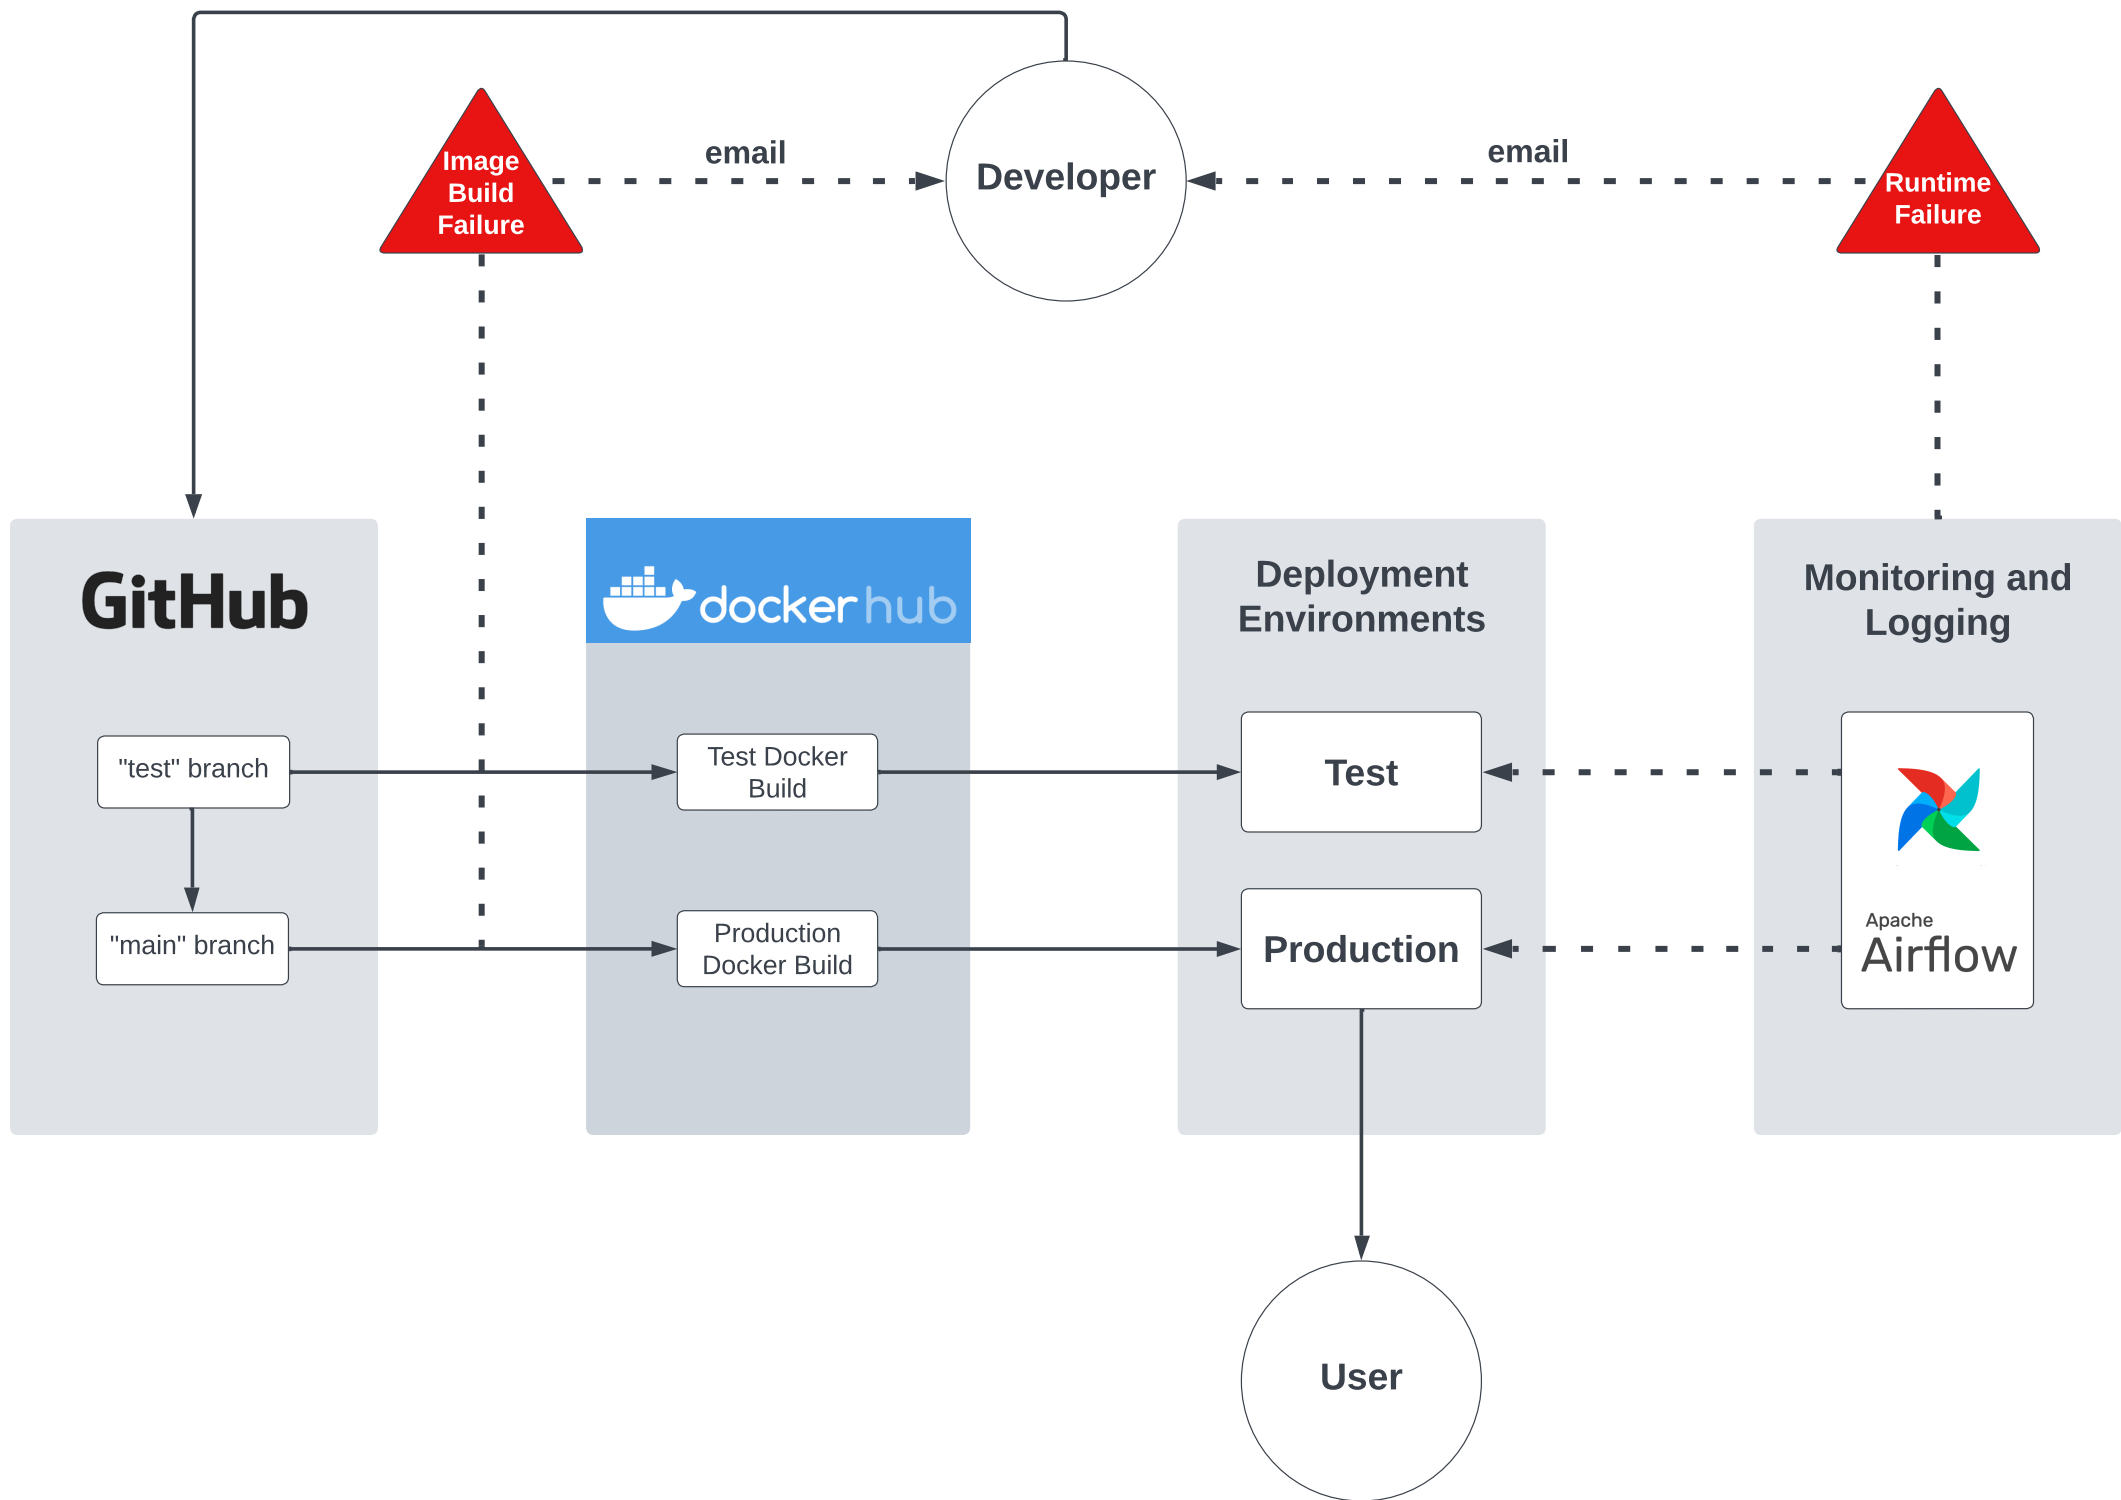 Image
Build
Failure
email
Developer
email
Runtime
Failure
GitHub
"test" branch
"main" branch
docker hub
Test Docker
Build
Production
Docker Build
Deployment
Environments
Test
Production
Monitoring and
Logging
Apache
Airflow
User